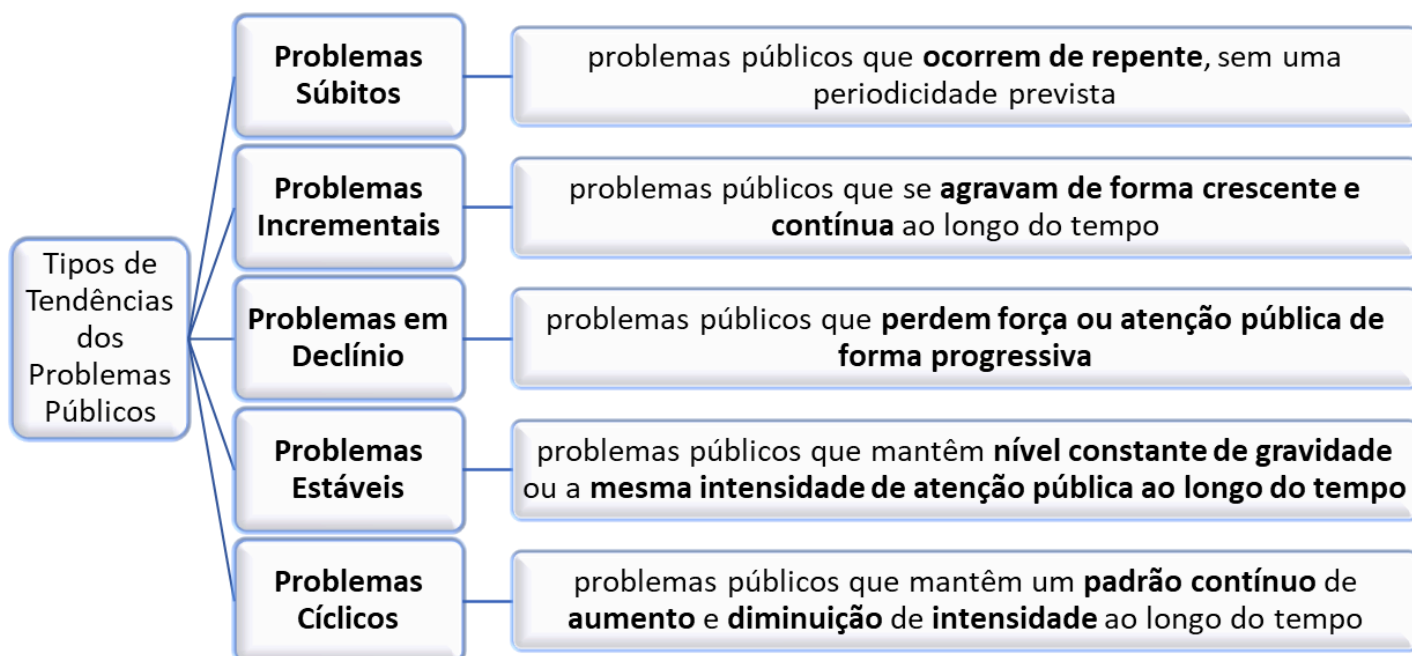 Tipos de
Tendências
dos
Problemas
Públicos
Problemas
Súbitos
problemas públicos que ocorrem de repente, sem uma
periodicidade prevista
Problemas
Incrementais
problemas públicos que se agravam de forma crescente e
contínua ao longo do tempo
Problemas em
Declínio
problemas públicos que perdem força ou atenção pública de
forma progressiva
Problemas
Estáveis
problemas públicos que mantêm nível constante de gravidade
ou a mesma intensidade de atenção pública ao longo do tempo
Problemas
Cíclicos
problemas públicos que mantêm um padrão contínuo de
aumento e diminuição de intensidade ao longo do tempo